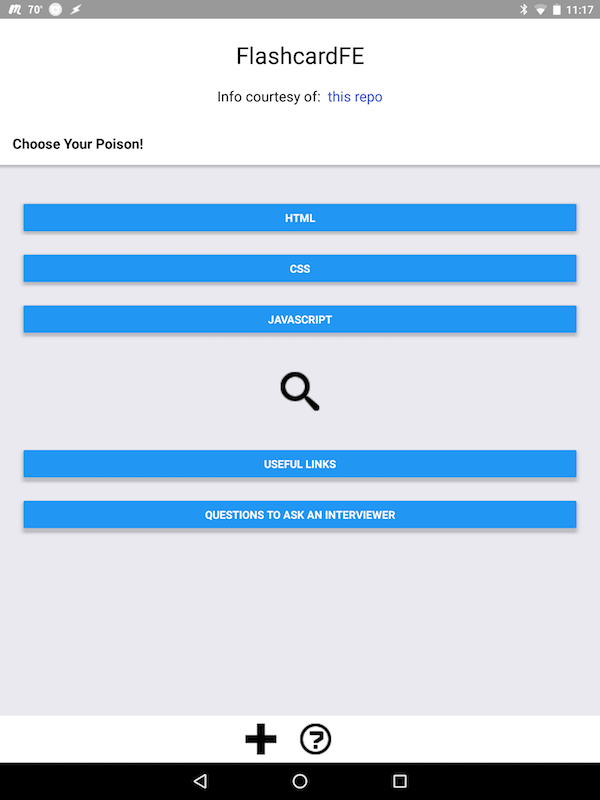 70° 11:17
FlashcardFE
Info courtesy of: this repo
Choose Your Poison!
HTML
CSS
JAVASCRIPT
USEFUL LINKS
QUESTIONS TO ASK AN INTERVIEWER
?